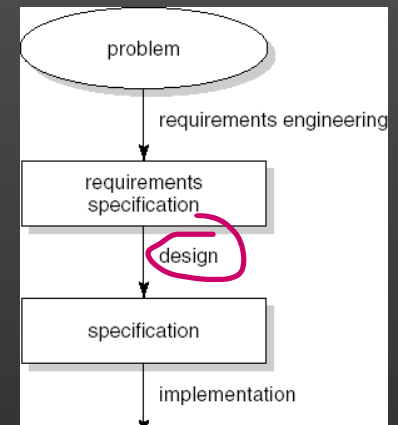 problem
requirements engineering
requirements
specification
design
specification
implementation